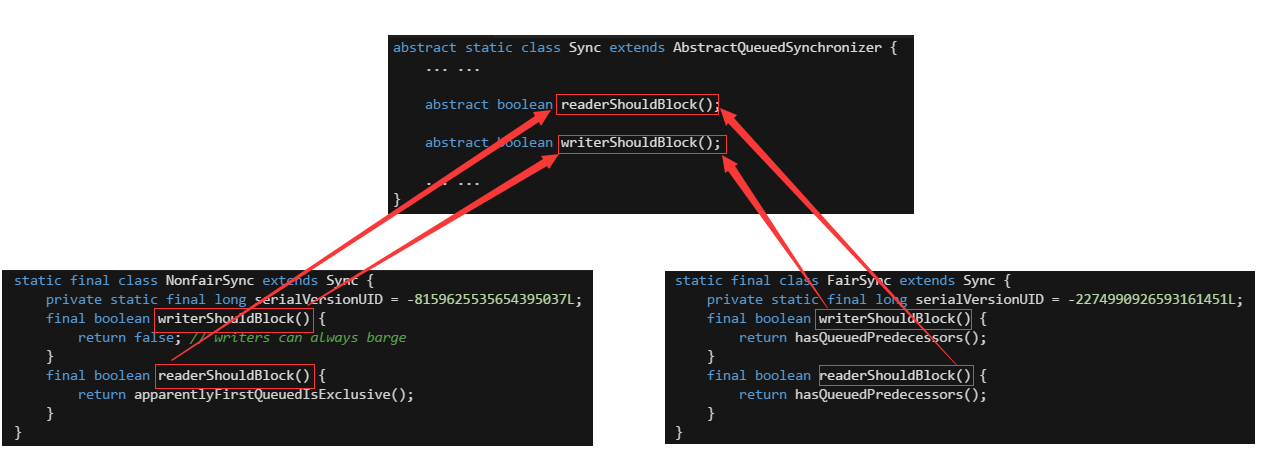 abstract static class Sync extends AbstractQueuedSynchronizer {
... ...
abstract boolean readerShouldBlock();
abstract boolean writerShouldBlock();
... ...
}
static final class NonfairSync extends Sync {
private static final long serialVersionUID = -8159625535654395037L;
final boolean writerShouldBlock() {
return false; // writers can always barge
}
final boolean readerShouldBlock() {
return apparentlyFirstQueuedIsExclusive();
}
}
static final class FairSync extends Sync {
private static final long serialVersionUID = -2274990926593161451L;
final boolean writerShouldBlock() {
return hasQueuedPredecessors();
}
final boolean readerShouldBlock() {
return hasQueuedPredecessors();
}
}